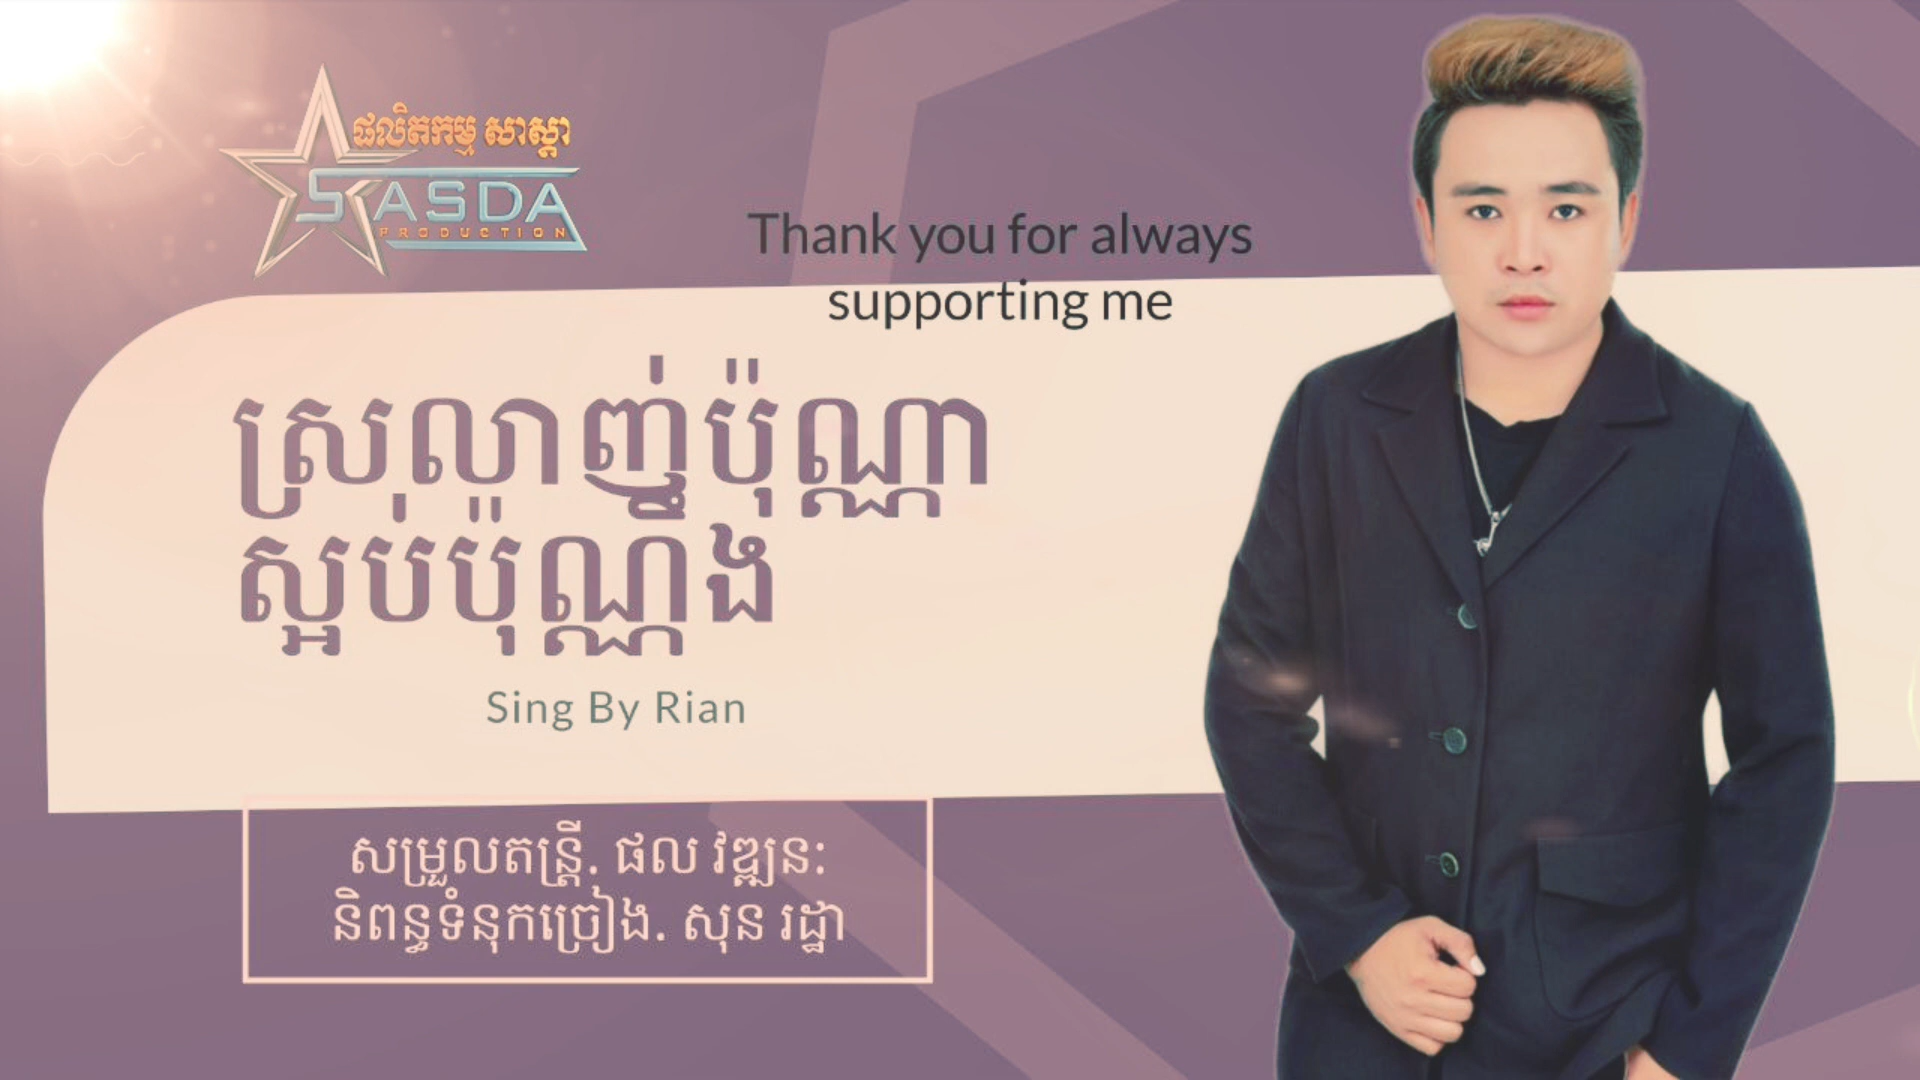 ផលិតកម្ម សាស្តា
SASDA
PRODUCTION
Thank you for always
supporting me
ស្រលាញ់ប៉ុណ្ណា
ស្អប់ប៉ុណ្ណឹង
Sing By Rian
សម្រួលតន្ត្រី. ផល វឌ្ឍនៈ
និពន្ធទំនុកច្រៀង. សុន រដ្ឋា